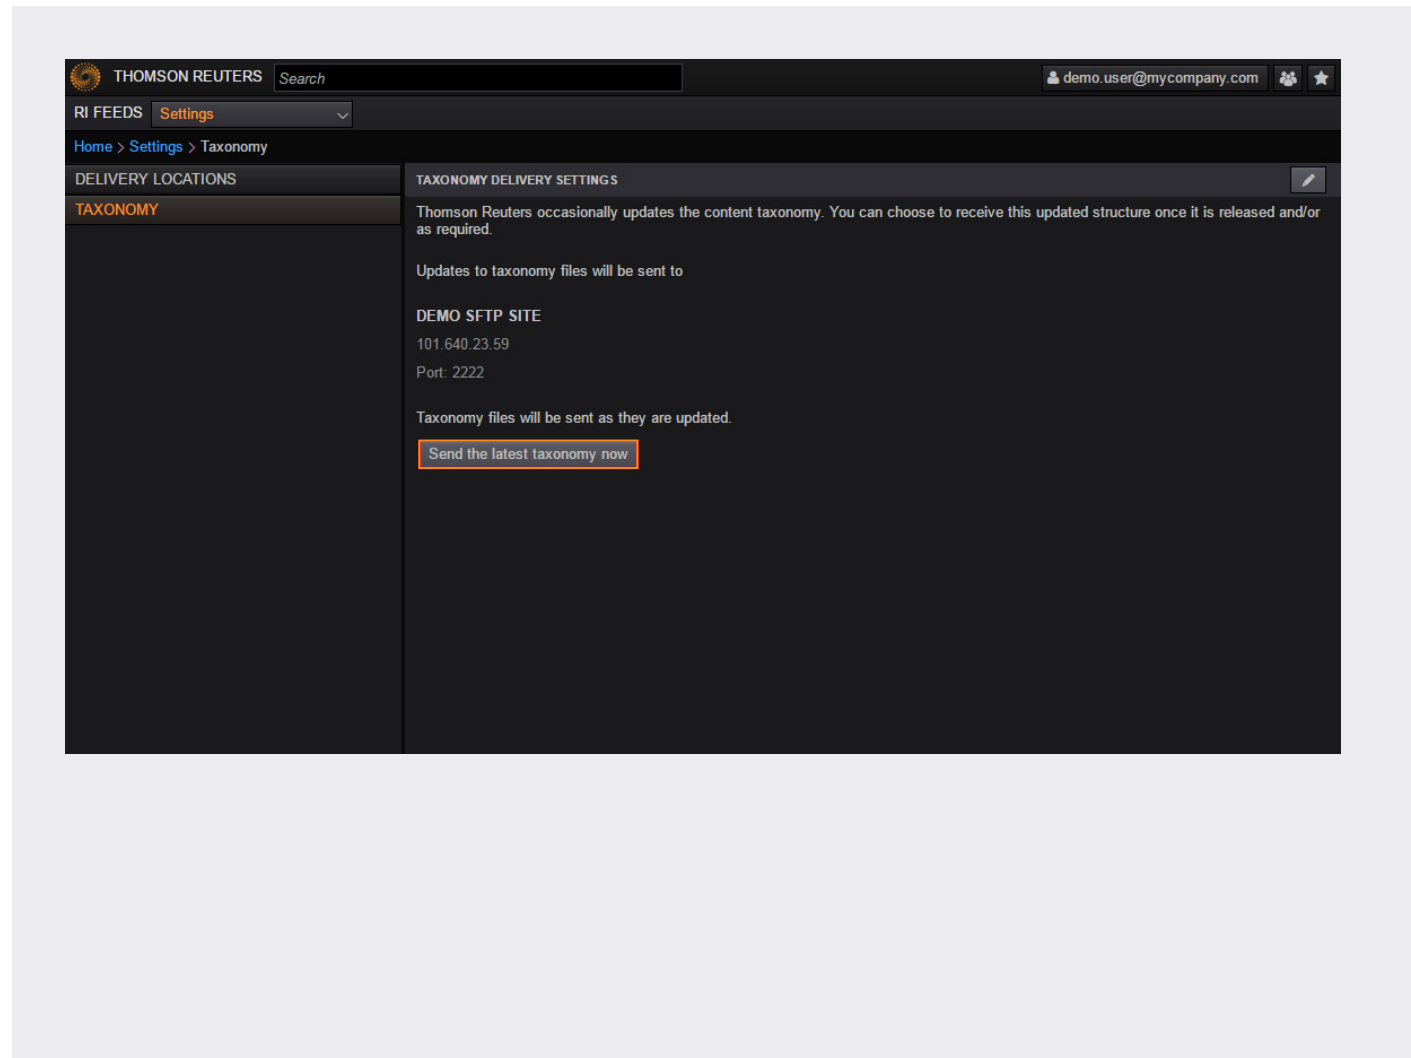 THOMSON REUTERS Search demo.user@mycompany.com
RI FEEDS Settings
Home > Settings > Taxonomy
DELIVERY LOCATIONS
TAXONOMY
TAXONOMY DELIVERY SETTINGS
Thomson Reuters occasionally updates the content taxonomy. You can choose to receive this updated structure once it is released and/or
as required.
Updates to taxonomy files will be sent to
DEMO SFTP SITE
101.640.23.59
Port: 2222
Taxonomy files will be sent as they are updated.
Send the latest taxonomy now